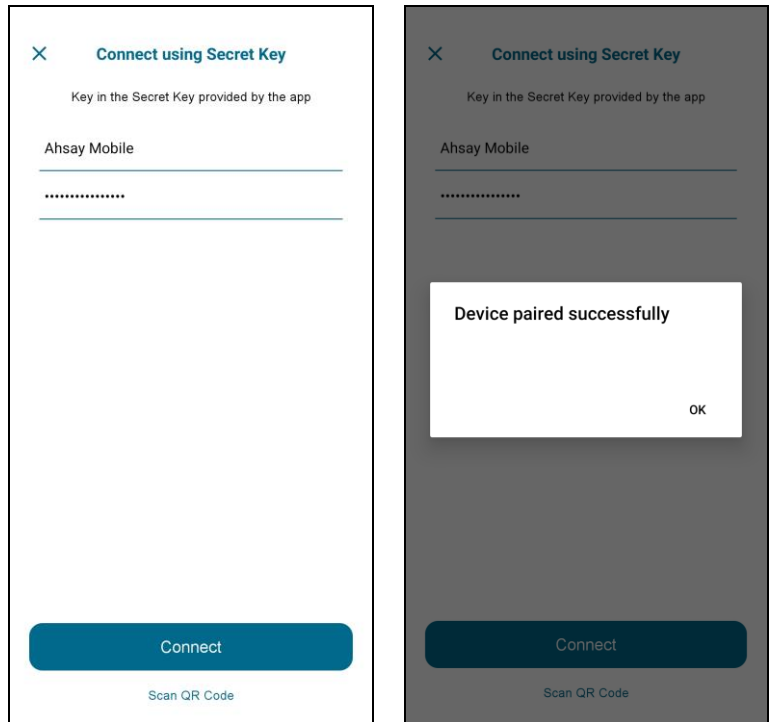 Connect using Secret Key
Key in the Secret Key provided by the app
Ahsay Mobile
••••••••••••••••
Connect
Scan QR Code
Connect using Secret Key
Key in the Secret Key provided by the app
Ahsay Mobile
••••••••••••••••
Device paired successfully
OK
Connect
Scan QR Code